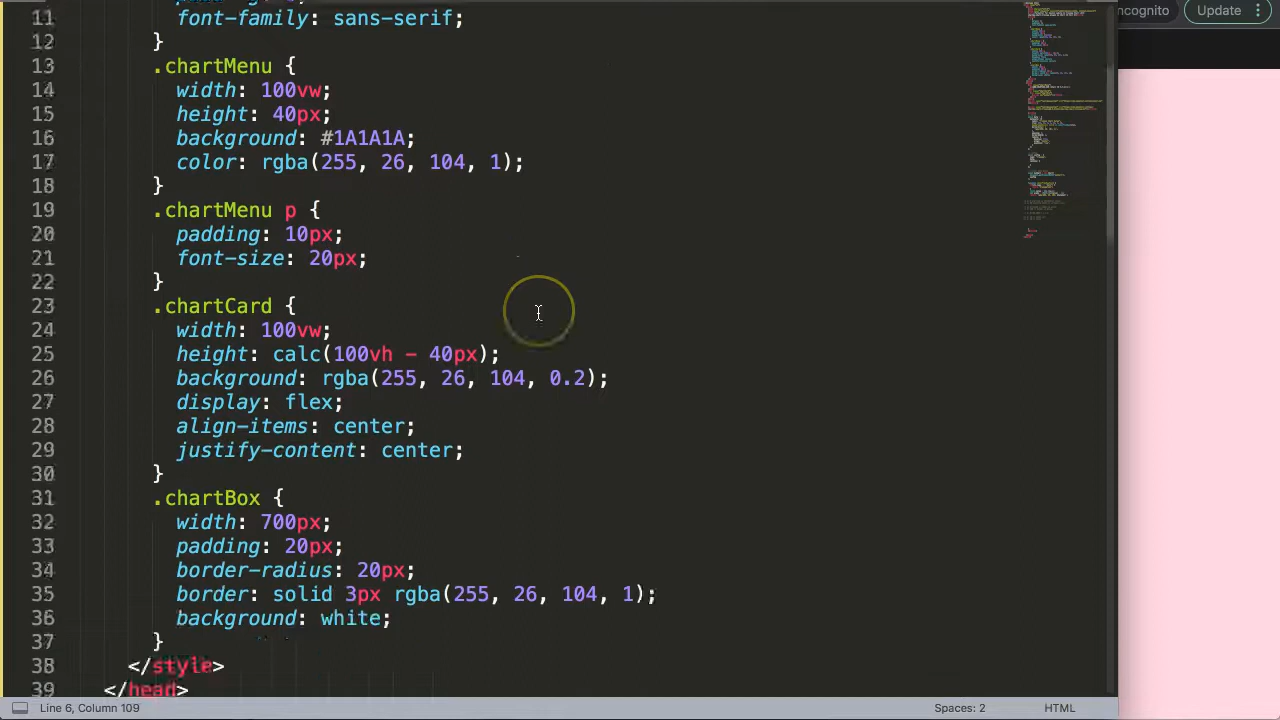 11 font-family: sans-serif;
12 }
13 .chartMenu {
14 width: 100vw;
15 height: 40px;
16 background: #1A1A1A;
17 color: rgba(255, 26, 104, 1);
18 }
19 .chartMenu p {
20 padding: 10px;
21 font-size: 20px;
22 }
23 .chartCard {
24 width: 100vw;
25 height: calc(100vh - 40px);
26 background: rgba(255, 26, 104, 0.2);
27 display: flex;
28 align-items: center;
29 justify-content: center;
30 }
31 .chartBox {
32 width: 700px;
33 padding: 20px;
34 border-radius: 20px;
35 border: solid 3px rgba(255, 26, 104, 1);
36 background: white;
37 }
38 </style>
39 </head>
Line 6, Column 109
Spaces: 2
HTML
cognito
Update